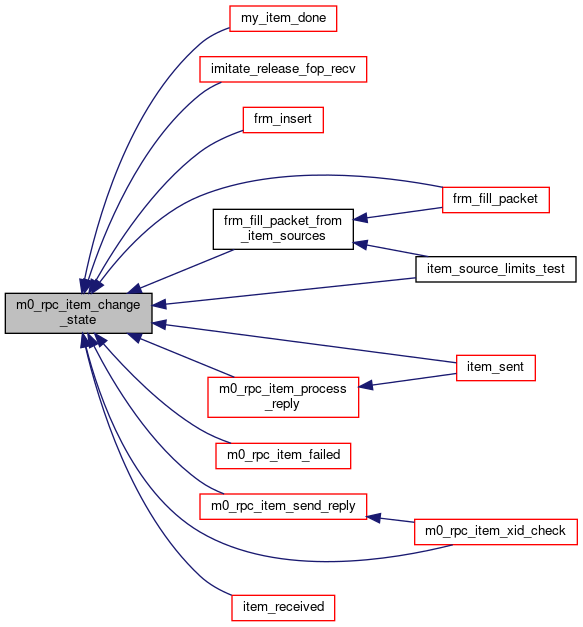 my_item_done
imitate_release_fop_recv
frm_insert
frm_fill_packet
frm_fill_packet_from
_item_sources
item_source_limits_test
m0_rpc_item_change
_state
item_sent
m0_rpc_item_process
_reply
m0_rpc_item_failed
m0_rpc_item_send_reply
m0_rpc_item_xid_check
item_received